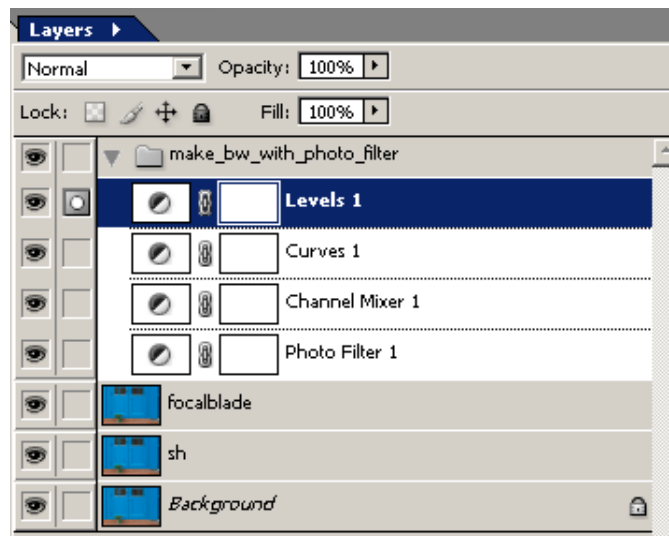 Layers
Normal Opacity: 100%
Lock: Fill: 100%
make_bw_with_photo_filter
Levels 1
Curves 1
Channel Mixer 1
Photo Filter 1
focalblade
sh
Background